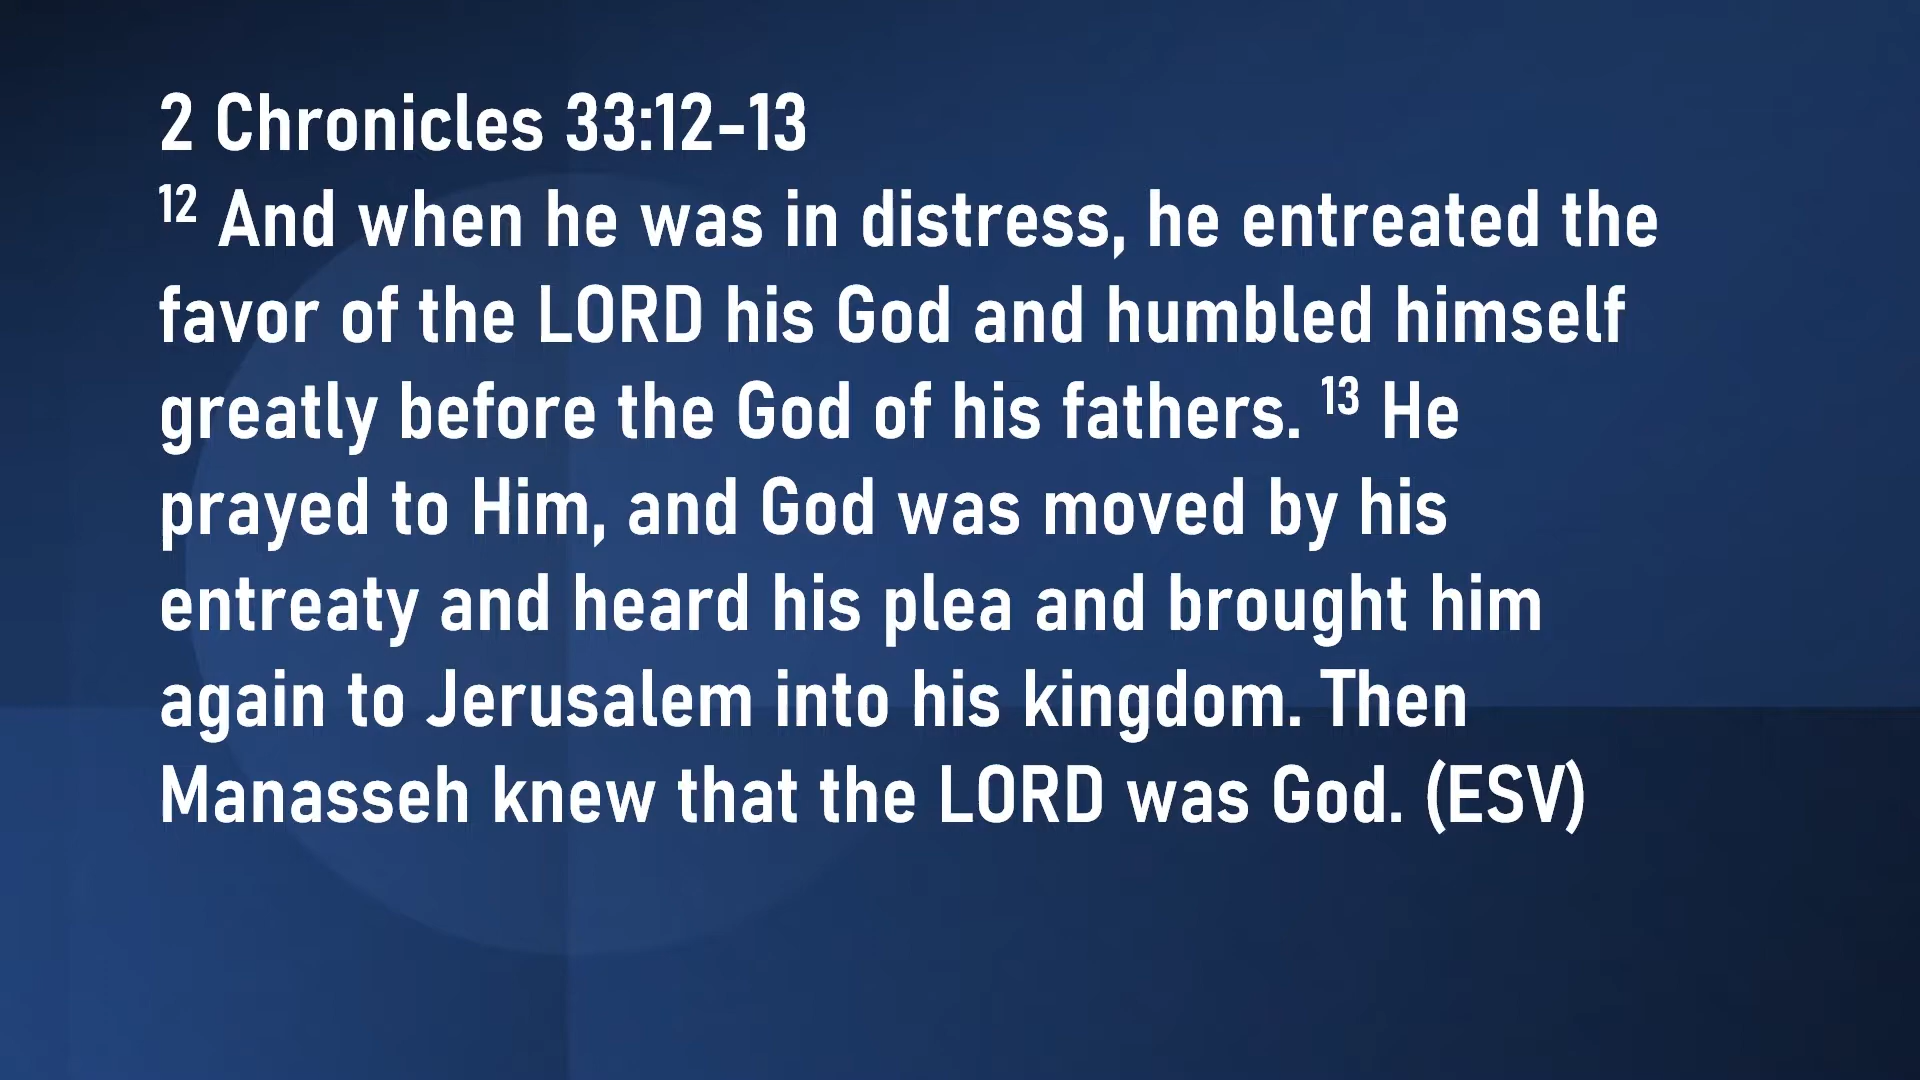 2 Chronicles 33:12-13
12 And when he was in distress, he entreated the
favor of the LORD his God and humbled himself
greatly before the God of his fathers. 13 He
prayed to Him, and God was moved by his
entreaty and heard his plea and brought him
again to Jerusalem into his kingdom. Then
Manasseh knew that the LORD was God. (ESV)